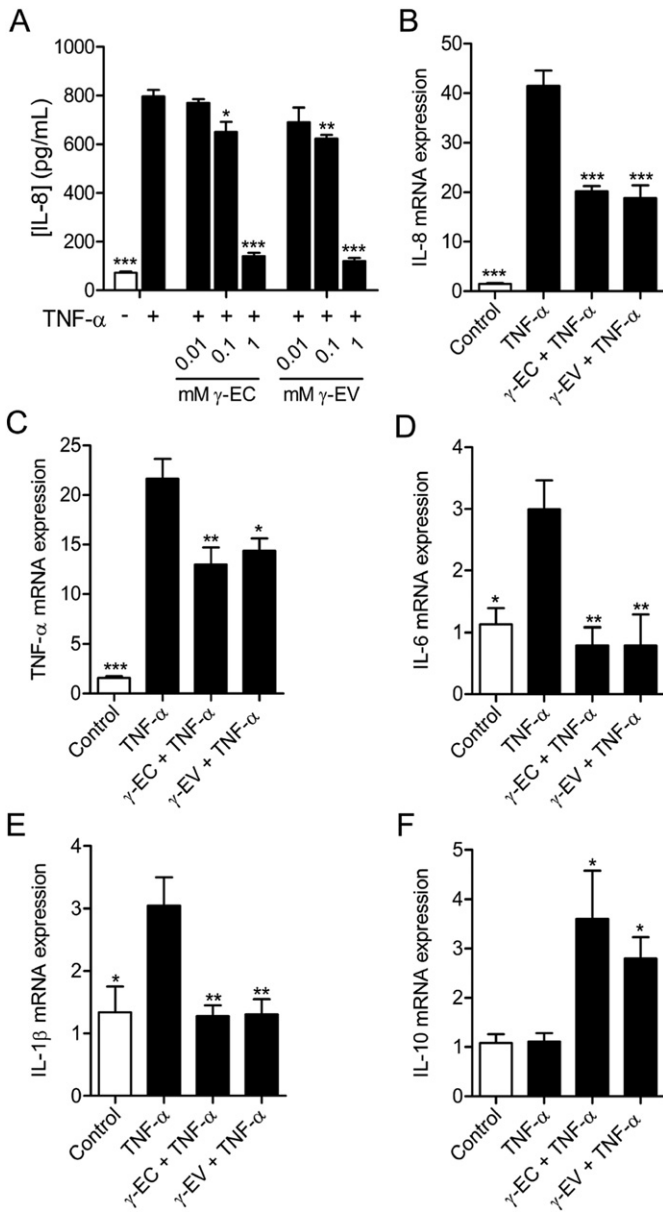 A
[IL-8] (pg/mL)
1000
800
600
400
200
0
***
*
***
**
***
TNF-α - + + + + + + +
0.01 0.1 1 0.01 0.1 1
mM γ-EC mM γ-EV
B
IL-8 mRNA expression
50
40
30
20
10
0
***
***
***
Control
TNF-α
γ-EC + TNF-α
γ-EV + TNF-α
C
TNF-α mRNA expression
25
20
15
10
5
0
***
**
*
Control
TNF-α
γ-EC + TNF-α
γ-EV + TNF-α
D
IL-6 mRNA expression
4
3
2
1
0
*
**
**
Control
TNF-α
γ-EC + TNF-α
γ-EV + TNF-α
E
IL-1β mRNA expression
4
3
2
1
0
*
**
**
Control
TNF-α
γ-EC + TNF-α
γ-EV + TNF-α
F
IL-10 mRNA expression
5
4
3
2
1
0
*
*
Control
TNF-α
γ-EC + TNF-α
γ-EV + TNF-α